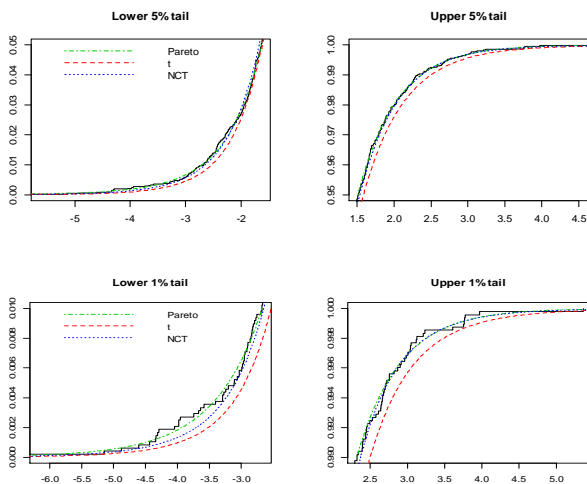 Lower 5% tail
Upper 5% tail
0.00 0.01 0.02 0.03 0.04 0.05
Pareto
t
NCT
-5 -4 -3 -2
0.95 0.96 0.97 0.98 0.99 1.00
1.5 2.0 2.5 3.0 3.5 4.0 4.5
Lower 1% tail
Upper 1% tail
0.000 0.002 0.004 0.006 0.008 0.010
Pareto
t
NCT
-6.0 -5.5 -5.0 -4.5 -4.0 -3.5 -3.0
0.990 0.992 0.994 0.996 0.998 1.000
2.5 3.0 3.5 4.0 4.5 5.0